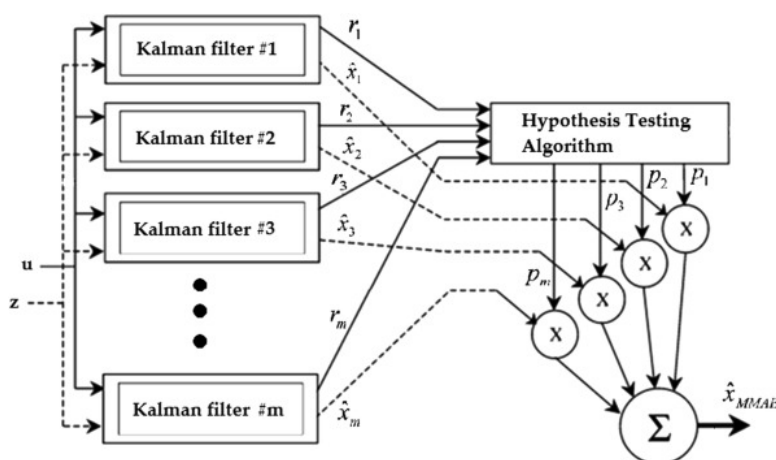 Kalman filter #1
r₁
x̂₁
Kalman filter #2
r₂
x̂₂
Hypothesis Testing
Algorithm
Kalman filter #3
r₃
x̂₃
p₁
p₂
p₃
pₘ
X
X
X
X
u
z
Kalman filter #m
rₘ
x̂ₘ
Σ